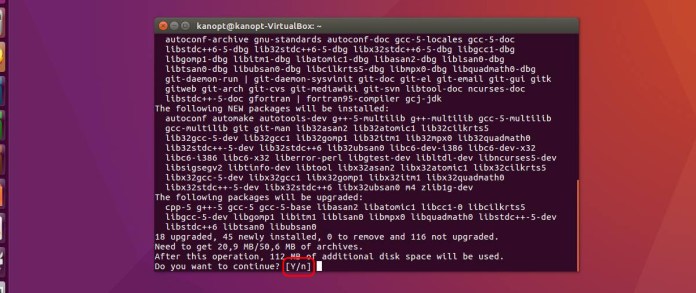 kanopt@kanopt-VirtualBox: ~
autoconf-archive gnu-standards autoconf-doc gcc-5-locales gcc-5-doc
libstdc++6-5-dbg lib32stdc++6-5-dbg libx32stdc++6-5-dbg libgcc1-dbg
libgomp1-dbg libitm1-dbg libatomic1-dbg libasan2-dbg liblsan0-dbg
libtsan0-dbg libubsan0-dbg libcilkrts5-dbg libmpx0-dbg libquadmath0-dbg
git-daemon-run | git-daemon-sysvinit git-doc git-el git-email git-gui gitk
gitweb git-arch git-cvs git-mediawiki git-svn libtool-doc ncurses-doc
libstdc++-5-doc gfortran | fortran95-compiler gcj-jdk
The following NEW packages will be installed:
autoconf automake autotools-dev g++-5-multilib g++-multilib gcc-5-multilib
gcc-multilib git git-man lib32asan2 lib32atomic1 lib32cilkrts5
lib32gcc-5-dev lib32gcc1 lib32gomp1 lib32itm1 lib32mpx0 lib32quadmath0
lib32stdc++-5-dev lib32stdc++6 lib32ubsan0 libc6-dev-i386 libc6-dev-x32
libc6-i386 libc6-x32 liberror-perl libgtest-dev libltdl-dev libncurses5-dev
libsigsegv2 libtinfo-dev libtool libx32asan2 libx32atomic1 libx32cilkrts5
libx32gcc-5-dev libx32gcc1 libx32gomp1 libx32itm1 libx32quadmath0
libx32stdc++-5-dev libx32stdc++6 libx32ubsan0 m4 zlib1g-dev
The following packages will be upgraded:
cpp-5 g++-5 gcc-5 gcc-5-base libasan2 libatomic1 libcc1-0 libcilkrts5
libgcc-5-dev libgomp1 libitm1 liblsan0 libmpx0 libquadmath0 libstdc++-5-dev
libstdc++6 libtsan0 libubsan0
18 upgraded, 45 newly installed, 0 to remove and 116 not upgraded.
Need to get 20,9 MB/50,6 MB of archives.
After this operation, 112 MB of additional disk space will be used.
Do you want to continue? [Y/n]